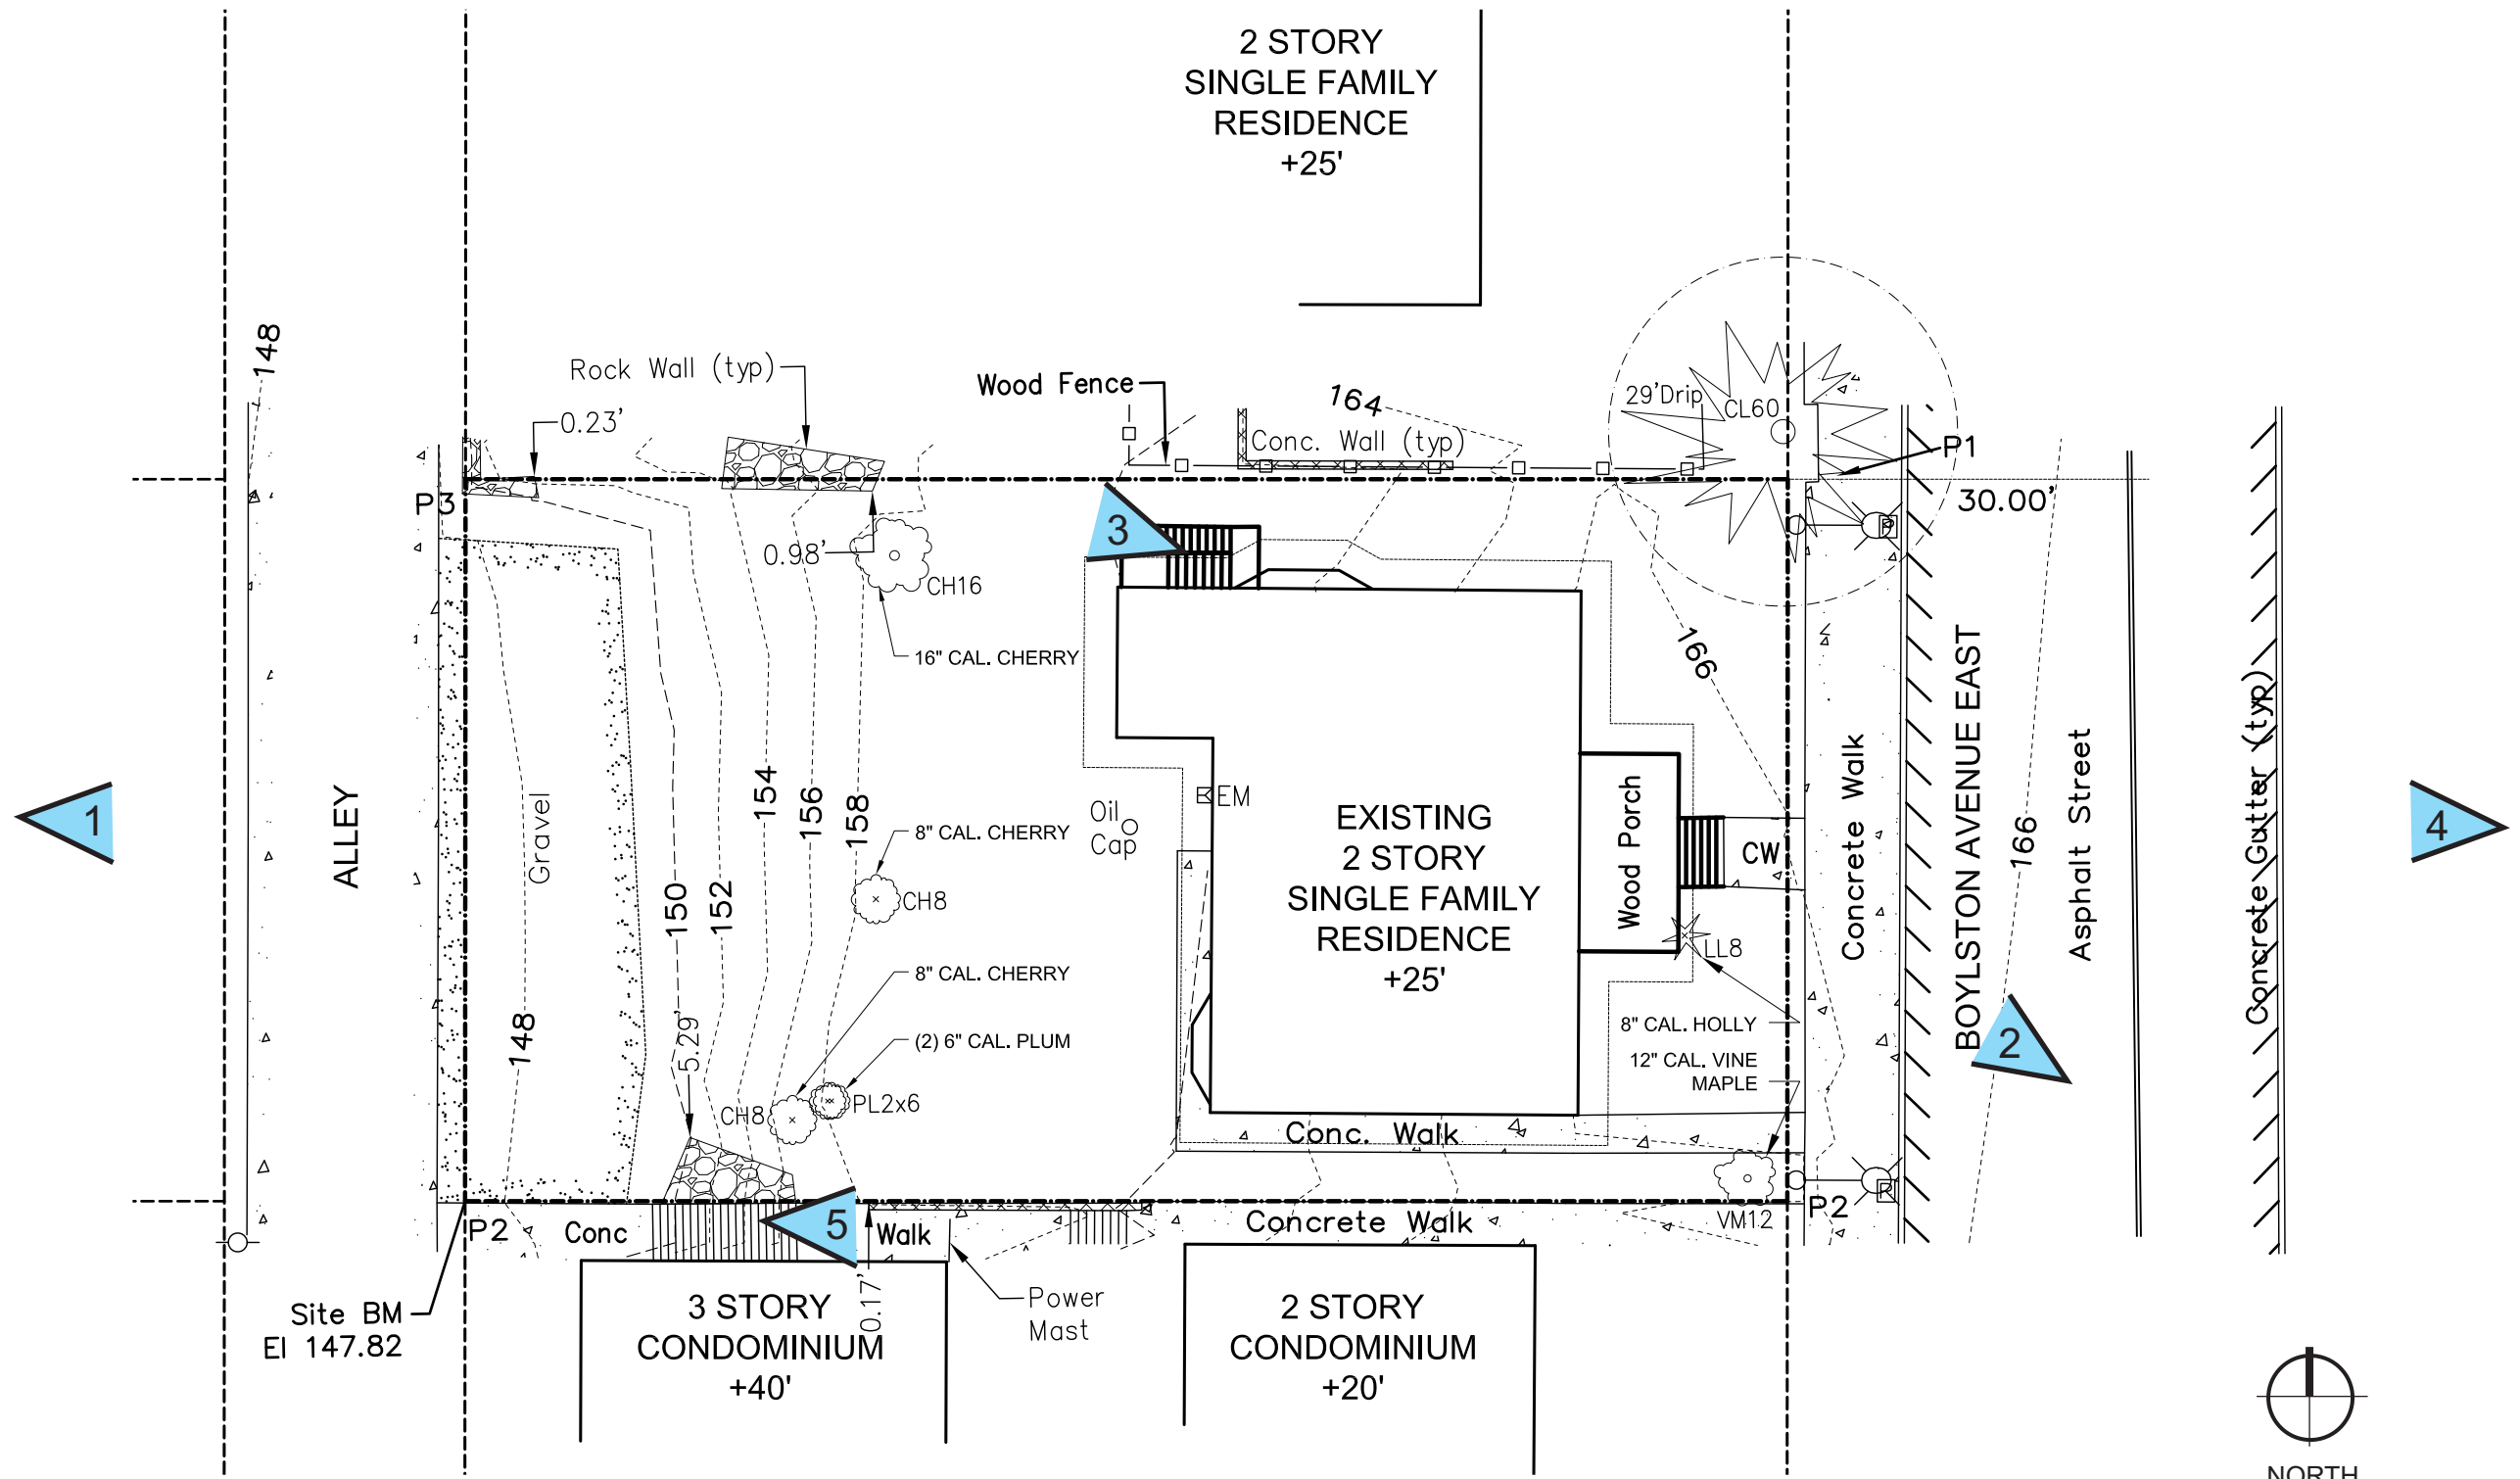 2 STORY
SINGLE FAMILY
RESIDENCE
+25'
148
Rock Wall (typ)
0.23'
Wood Fence
164
Conc. Wall (typ)
29'Drip
CL60
P1
30.00'
P3
0.98'
CH16
3
16" CAL. CHERRY
166
R
ALLEY
Gravel
1
150
152
154
156
158
148
8" CAL. CHERRY
CH8
8" CAL. CHERRY
(2) 6" CAL. PLUM
PL2x6
CH8
5.29'
Oil
Cap
EM
EXISTING
2 STORY
SINGLE FAMILY
RESIDENCE
+25'
Wood Porch
CW
LL8
8" CAL. HOLLY
12" CAL. VINE
MAPLE
Concrete Walk
BOYLSTON AVENUE EAST
166
Asphalt Street
Concrete Gutter (typ)
4
2
Conc. Walk
VM12
P2
R
P2
Conc
5
Walk
Concrete Walk
0.17'
Power
Mast
Site BM
El 147.82
3 STORY
CONDOMINIUM
+40'
2 STORY
CONDOMINIUM
+20'
NORTH